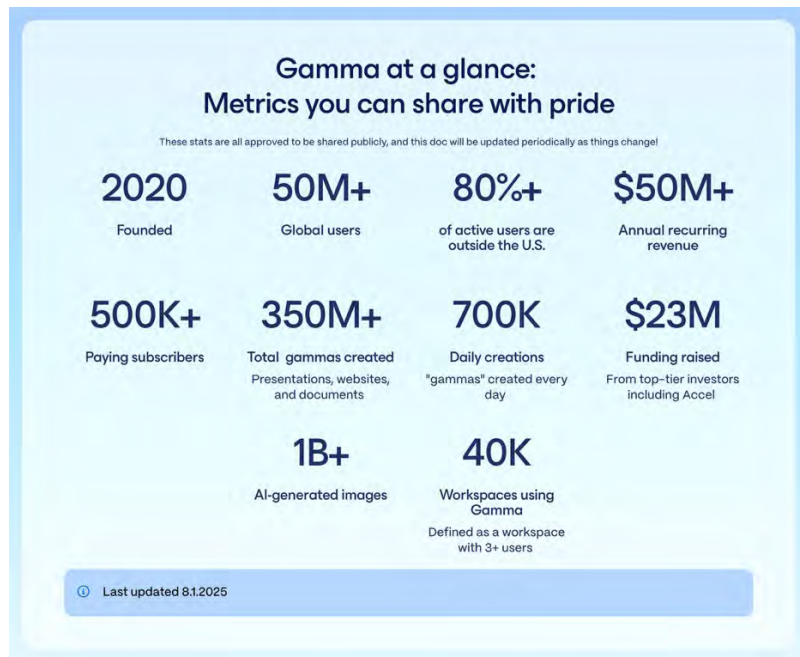 Gamma at a glance:
Metrics you can share with pride
These stats are all approved to be shared publicly, and this doc will be updated periodically as things change!
2020
Founded
50M+
Global users
80%+
of active users are
outside the U.S.
$50M+
Annual recurring
revenue
500K+
Paying subscribers
350M+
Total gammas created
Presentations, websites,
and documents
700K
Daily creations
"gammas" created every
day
$23M
Funding raised
From top-tier investors
including Accel
1B+
AI-generated images
40K
Workspaces using
Gamma
Defined as a workspace
with 3+ users
Last updated 8.1.2025